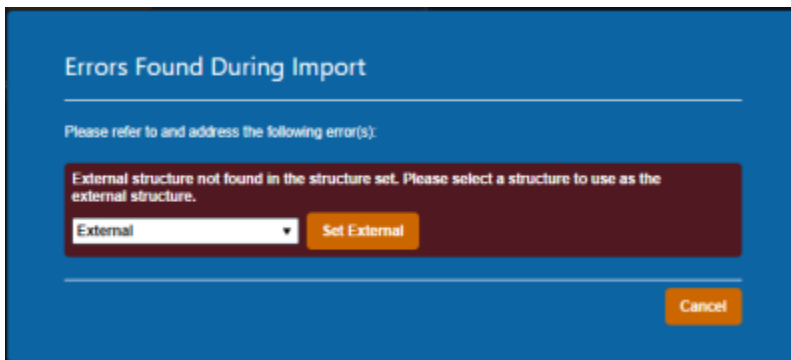 Errors Found During Import
Please refer to and address the following error(s):
External structure not found in the structure set. Please select a structure to use as the
external structure.
External
Set External
Cancel